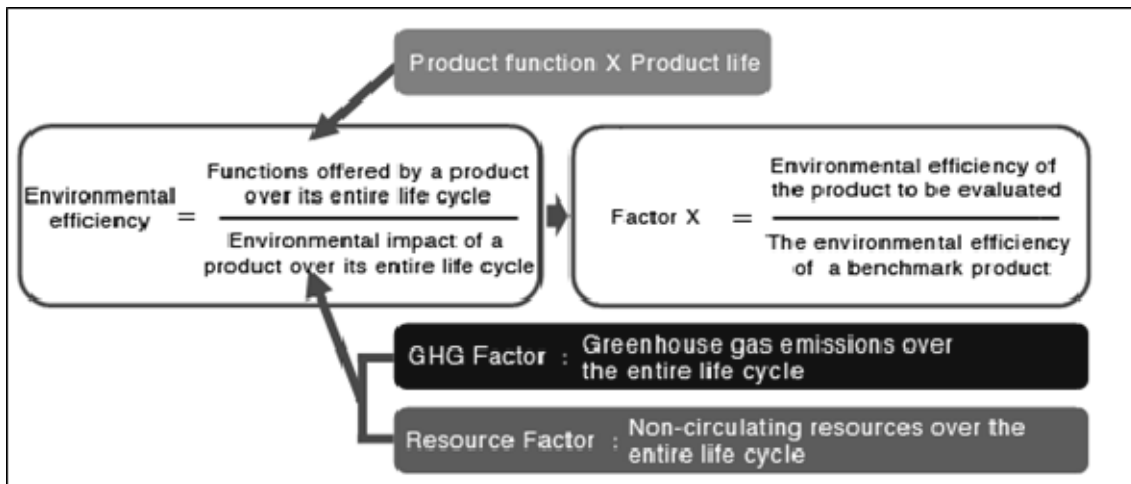 Product function X Product life
Environmental efficiency = Functions offered by a product over its entire life cycle
Environmental impact of a product over its entire life cycle
Factor X = Environmental efficiency of the product to be evaluated
The environmental efficiency of a benchmark product
GHG Factor : Greenhouse gas emissions over the entire life cycle
Resource Factor : Non-circulating resources over the entire life cycle